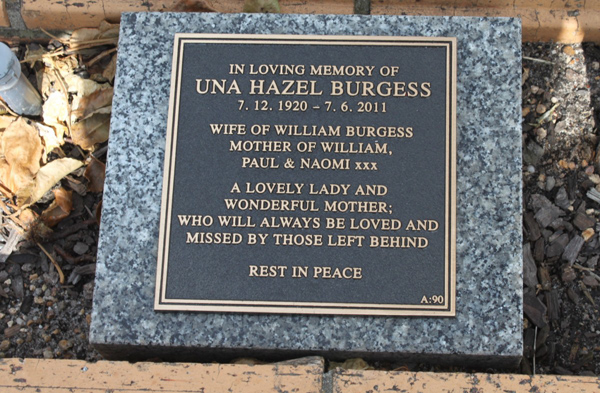 IN LOVING MEMORY OF
UNA HAZEL BURGESS
7. 12. 1920 – 7. 6. 2011
WIFE OF WILLIAM BURGESS
MOTHER OF WILLIAM,
PAUL & NAOMI xxx
A LOVELY LADY AND
WONDERFUL MOTHER;
WHO WILL ALWAYS BE LOVED AND
MISSED BY THOSE LEFT BEHIND
REST IN PEACE
A:90